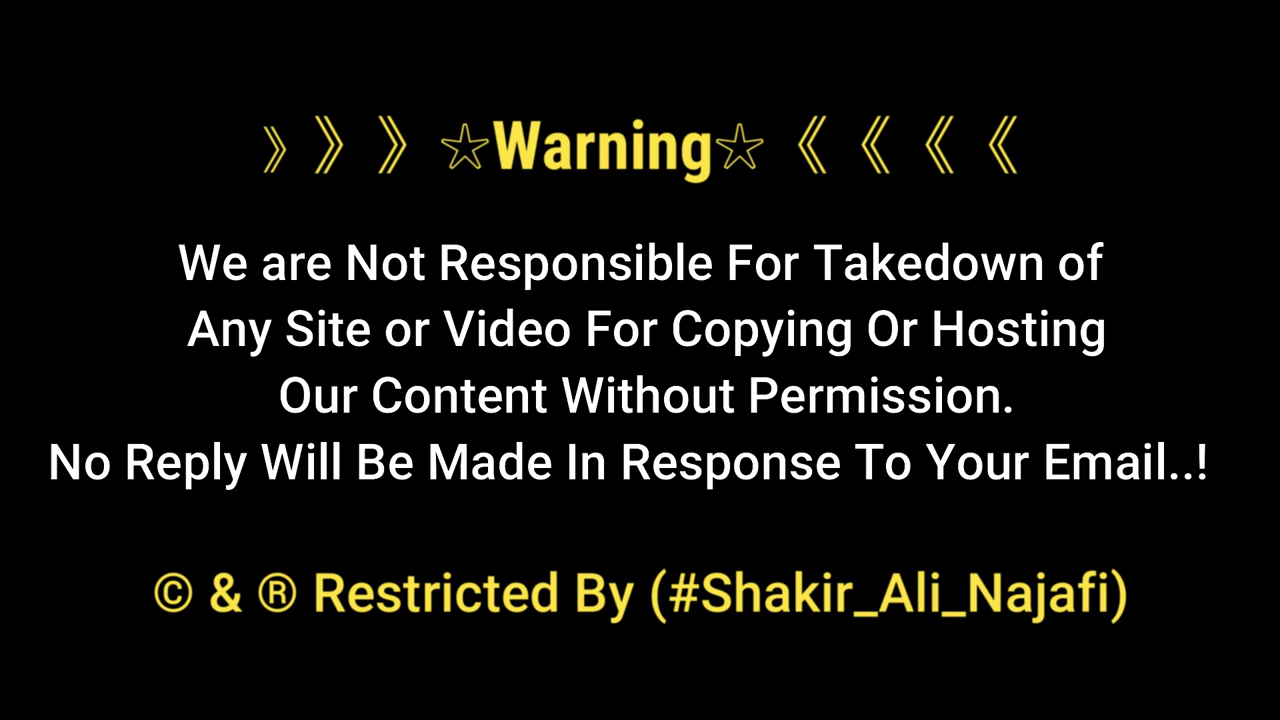 》》》☆Warning☆《《《《
We are Not Responsible For Takedown of
Any Site or Video For Copying Or Hosting
Our Content Without Permission.
No Reply Will Be Made In Response To Your Email..!
© & ® Restricted By (#Shakir_Ali_Najafi)